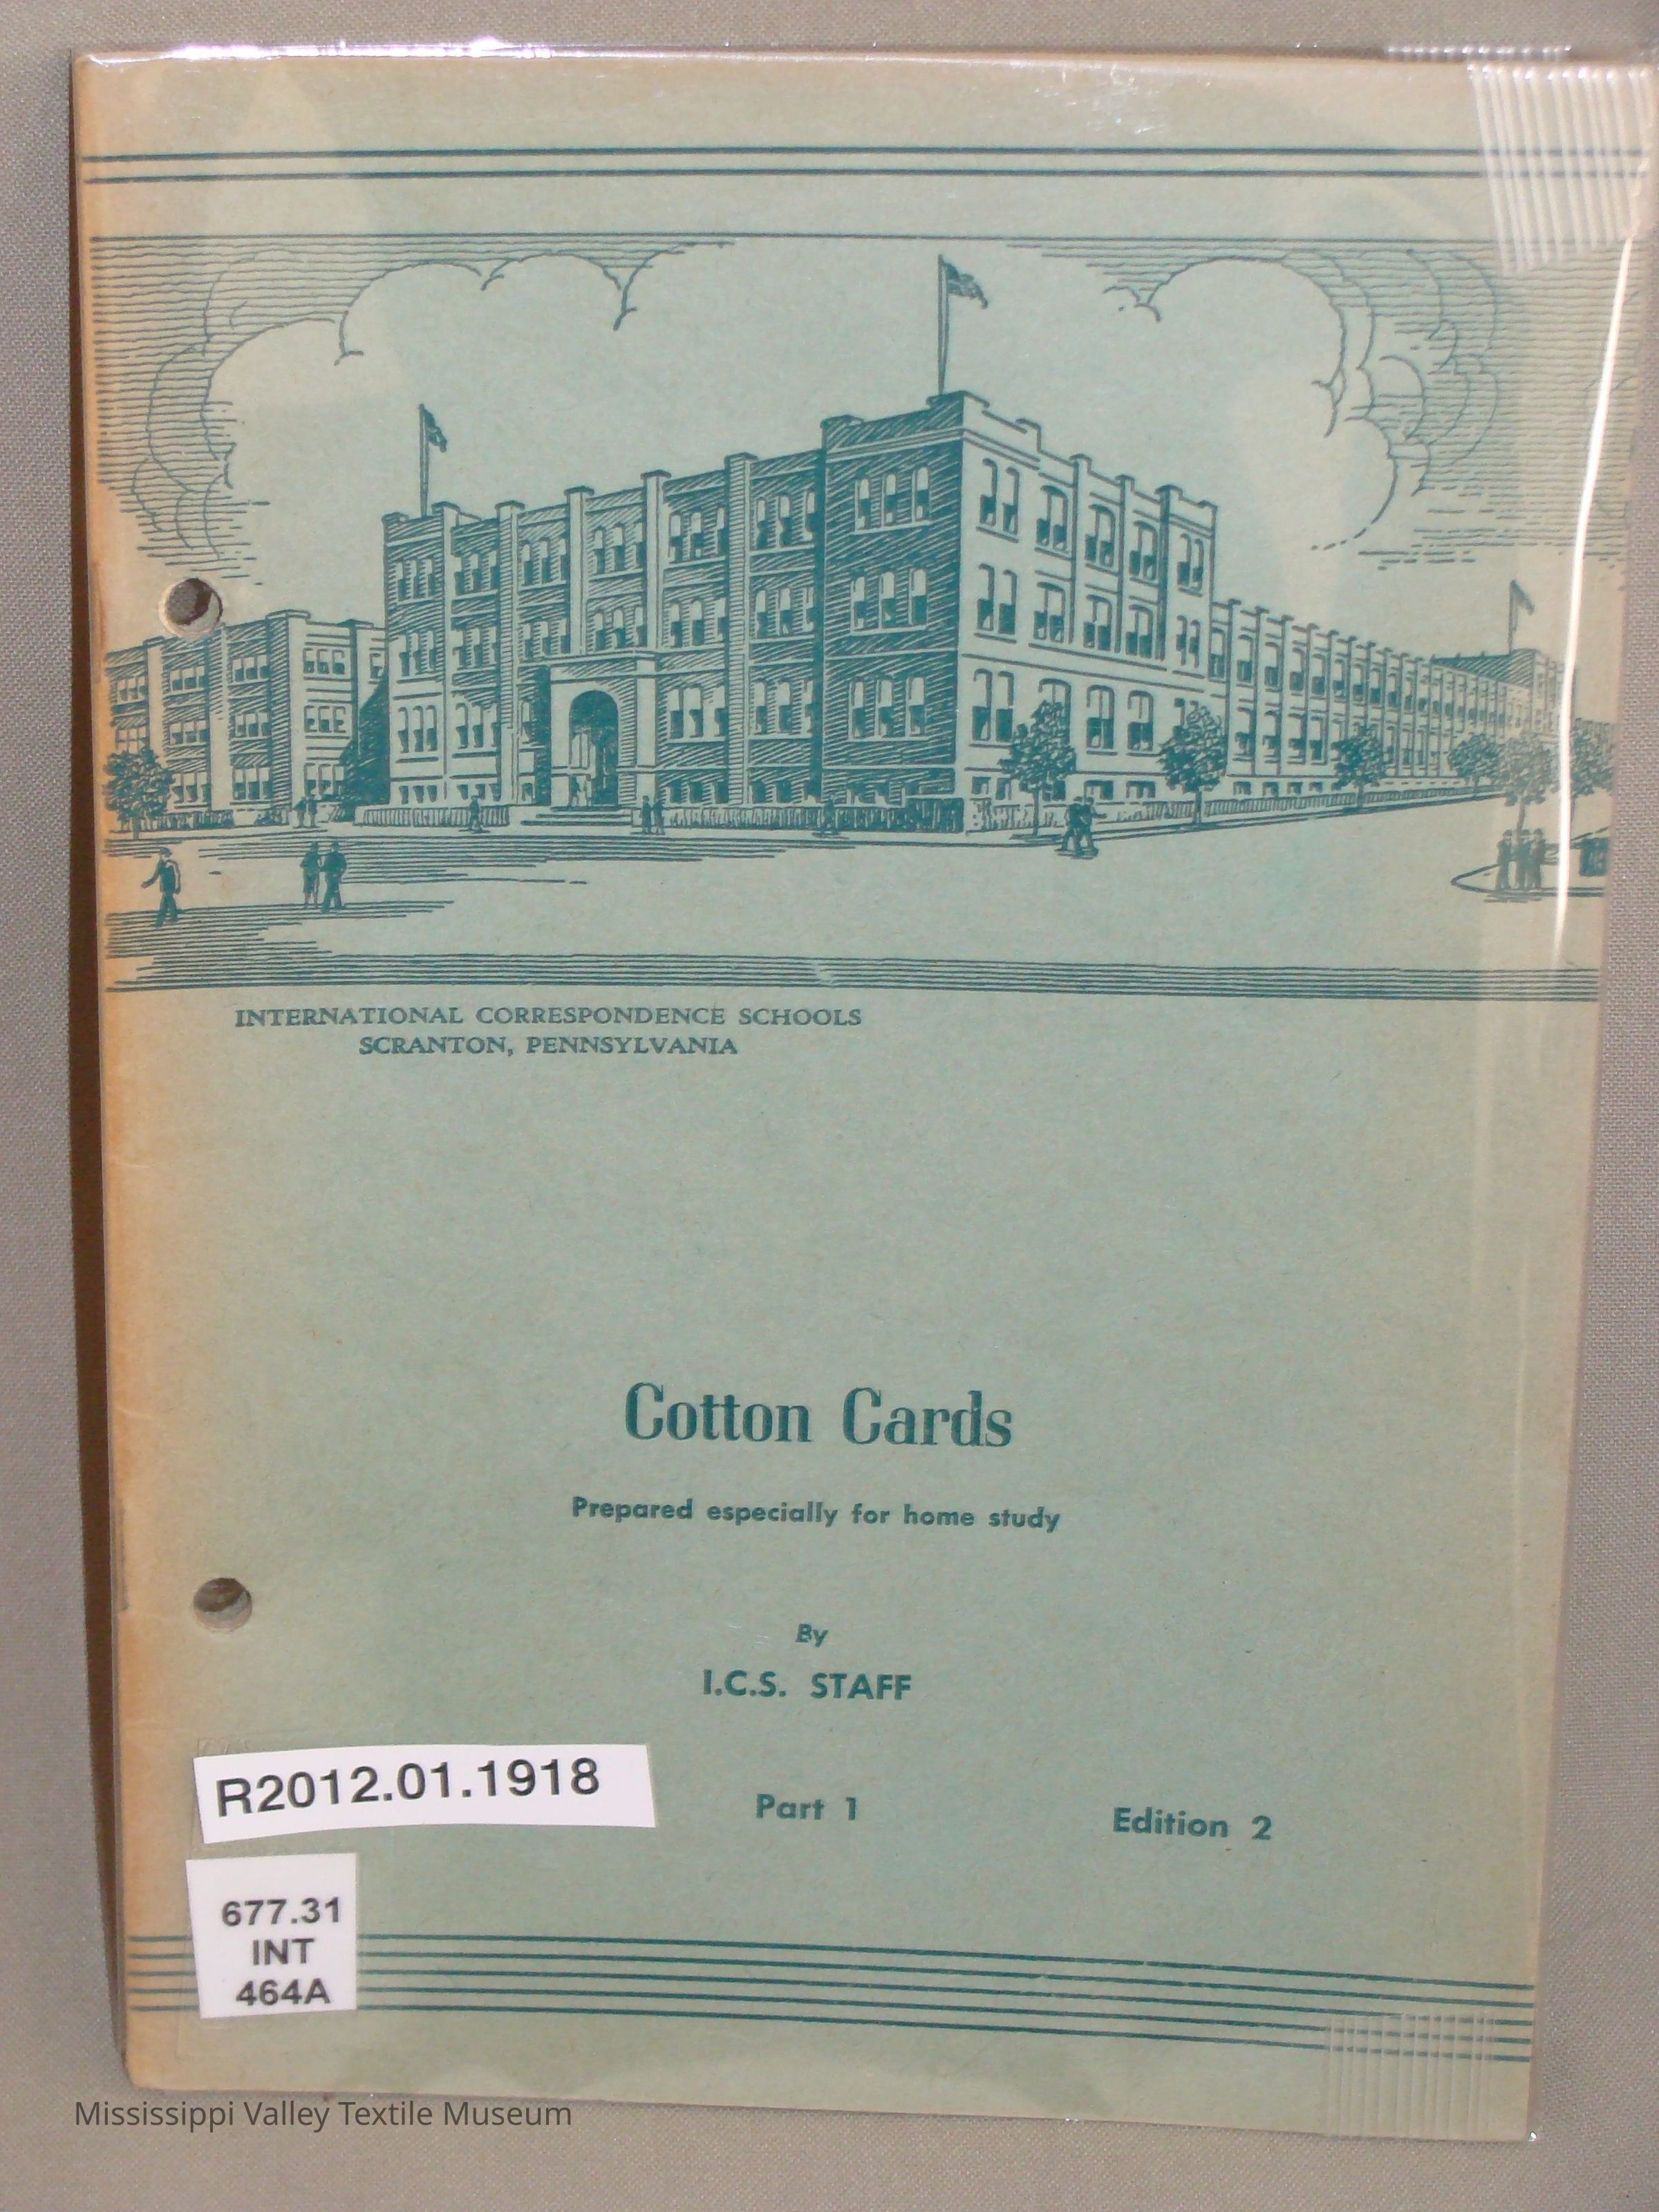 INTERNATIONAL CORRESPONDENCE SCHOOLS
SCRANTON, PENNSYLVANIA
Cotton Cards
Prepared especially for home study
By
I.C.S. STAFF
R2012.01.1918
Part 1 Edition 2
677.31
INT
464A
Mississippi Valley Textile Museum